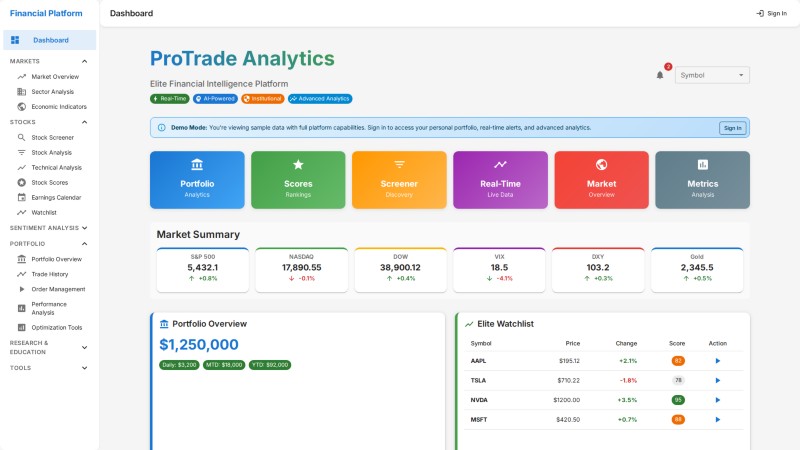 Financial Platform
Dashboard
MARKETS
Market Overview
Sector Analysis
Economic Indicators
STOCKS
Stock Screener
Stock Analysis
Technical Analysis
Stock Scores
Earnings Calendar
Watchlist
SENTIMENT ANALYSIS
PORTFOLIO
Portfolio Overview
Trade History
Order Management
Performance
Analysis
Optimization Tools
RESEARCH &
EDUCATION
TOOLS
Dashboard
Sign In
ProTrade Analytics
Elite Financial Intelligence Platform
Real-Time AI-Powered Institutional Advanced Analytics
2
Symbol
Demo Mode: You're viewing sample data with full platform capabilities. Sign in to access your personal portfolio, real-time alerts, and advanced analytics.
Sign In
Portfolio
Analytics
Scores
Rankings
Screener
Discovery
Real-Time
Live Data
Market
Overview
Metrics
Analysis
Market Summary
S&P 500
5,432.1
+0.8%
NASDAQ
17,890.55
-0.1%
DOW
38,900.12
+0.4%
VIX
18.5
-4.1%
DXY
103.2
+0.3%
Gold
2,345.5
+0.5%
Portfolio Overview
$1,250,000
Daily: $3,200 MTD: $18,000 YTD: $92,000
Elite Watchlist
Symbol Price Change Score Action
AAPL $195.12 +2.1% 82
TSLA $710.22 -1.8% 78
NVDA $1200.00 +3.5% 95
MSFT $420.50 +0.7% 88